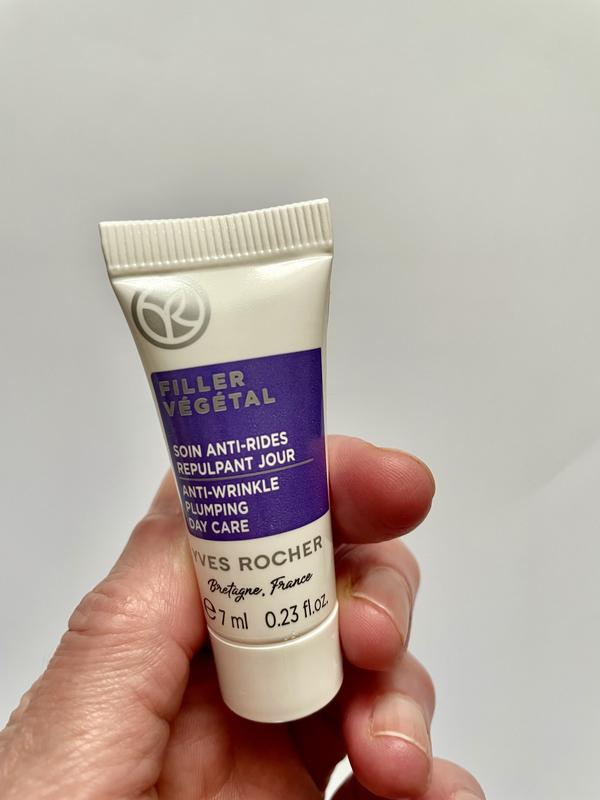 FILLER
VÉGÉTAL
SOIN ANTI-RIDES
REPULPANT JOUR
ANTI-WRINKLE
PLUMPING
DAY CARE
YVES ROCHER
Bretagne, France
℮ 7 ml 0.23 fl.oz.